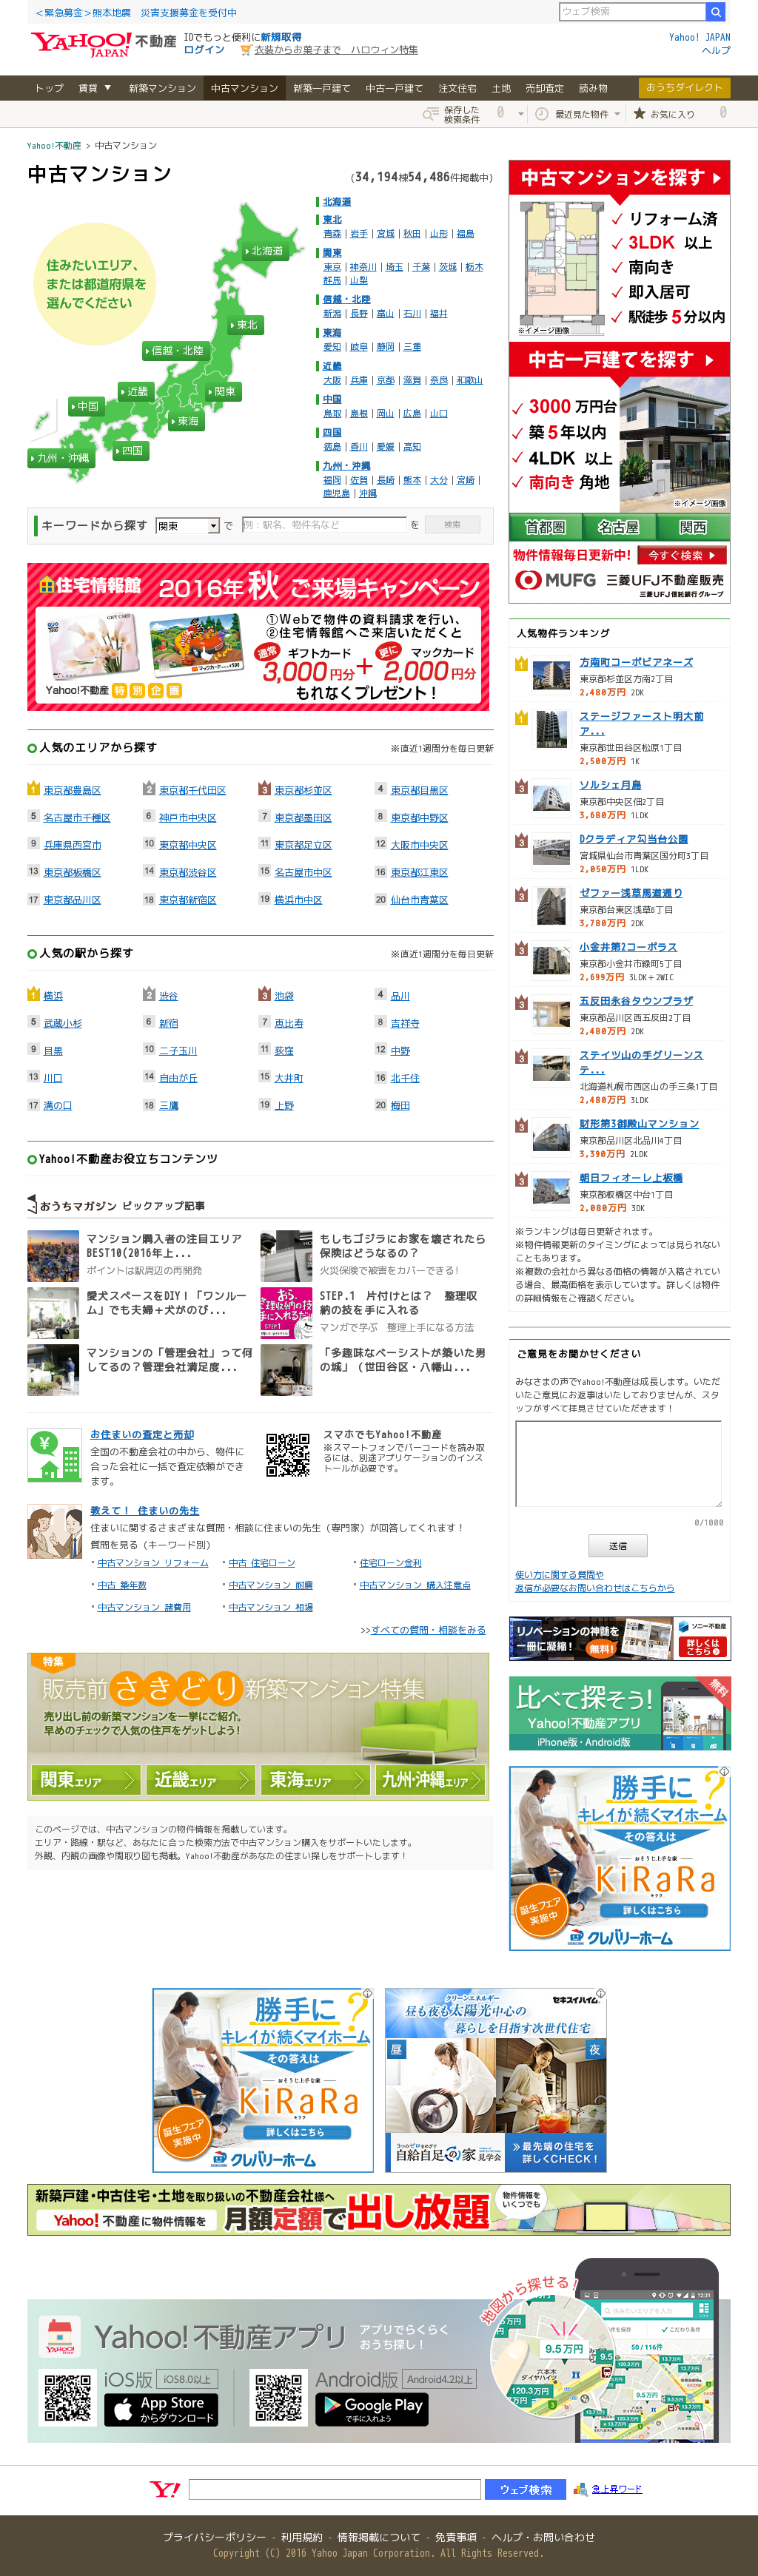 ＜緊急募金＞熊本地震　災害支援募金を受付中
ウェブ検索
YAHOO! JAPAN 不動産
IDでもっと便利に新規取得
ログイン
衣装からお菓子まで　ハロウィン特集
Yahoo! JAPAN
ヘルプ
トップ 賃貸 ▼ 新築マンション 中古マンション 新築一戸建て 中古一戸建て 注文住宅 土地 売却査定 読み物 おうちダイレクト
保存した検索条件 0 最近見た物件 お気に入り 0
Yahoo!不動産 > 中古マンション
中古マンション
(34,194棟54,486件掲載中)
住みたいエリア、
または都道府県を
選んでください
北海道
東北
信越・北陸
関東
近畿
中国
東海
四国
九州・沖縄
北海道
東北
青森 | 岩手 | 宮城 | 秋田 | 山形 | 福島
関東
東京 | 神奈川 | 埼玉 | 千葉 | 茨城 | 栃木
群馬 | 山梨
信越・北陸
新潟 | 長野 | 富山 | 石川 | 福井
東海
愛知 | 岐阜 | 静岡 | 三重
近畿
大阪 | 兵庫 | 京都 | 滋賀 | 奈良 | 和歌山
中国
鳥取 | 島根 | 岡山 | 広島 | 山口
四国
徳島 | 香川 | 愛媛 | 高知
九州・沖縄
福岡 | 佐賀 | 長崎 | 熊本 | 大分 | 宮崎 |
鹿児島 | 沖縄
キーワードから探す 関東 で 例：駅名、物件名など を 検索
住宅情報館 2016年 秋 ご来場キャンペーン
①Webで物件の資料請求を行い、
②住宅情報館へご来店いただくと
通常 ギフトカード 3,000円分 + 更に マックカード 3,000円分
もれなくプレゼント！
Yahoo!不動産 特別企画
人気のエリアから探す
※直近1週間分を毎日更新
1 東京都豊島区 2 東京都千代田区 3 東京都杉並区 4 東京都目黒区
5 名古屋市千種区 6 神戸市中央区 7 東京都墨田区 8 東京都中野区
9 兵庫県西宮市 10 東京都中央区 11 東京都足立区 12 大阪市中央区
13 東京都板橋区 14 東京都渋谷区 15 名古屋市中区 16 東京都江東区
17 東京都品川区 18 東京都新宿区 19 横浜市中区 20 仙台市青葉区
人気の駅から探す
※直近1週間分を毎日更新
1 横浜 2 渋谷 3 池袋 4 品川
5 武蔵小杉 6 新宿 7 恵比寿 8 吉祥寺
9 目黒 10 二子玉川 11 荻窪 12 中野
13 川口 14 自由が丘 15 大井町 16 北千住
17 溝の口 18 三鷹 19 上野 20 梅田
Yahoo!不動産お役立ちコンテンツ
おうちマガジン ピックアップ記事
マンション購入者の注目エリア
BEST10(2016年上...
ポイントは駅周辺の再開発
もしもゴジラにお家を壊されたら
保険はどうなるの？
火災保険で被害をカバーできる！
愛犬スペースをDIY！「ワンルー
ム」でも夫婦＋犬がのび...
STEP.1　片付けとは？　整理収
納の技を手に入れる
マンガで学ぶ　整理上手になる方法
マンションの「管理会社」って何
してるの？管理会社満足度...
「多趣味なベーシストが築いた男
の城」（世田谷区・八幡山...
お住まいの査定と売却
全国の不動産会社の中から、物件に
合った会社に一括で査定依頼ができ
ます。
スマホでもYahoo!不動産
※スマートフォンでバーコードを読み取
るには、別途アプリケーションのインス
トールが必要です。
教えて！　住まいの先生
住まいに関するさまざまな質問・相談に住まいの先生（専門家）が回答してくれます！
質問を見る（キーワード別）
・中古マンション リフォーム ・中古 住宅ローン ・住宅ローン金利
・中古 築年数 ・中古マンション 耐震 ・中古マンション 購入注意点
・中古マンション 諸費用 ・中古マンション 相場
>>すべての質問・相談をみる
特集
販売前さきどり新築マンション特集
売り出し前の新築マンションを一挙にご紹介。
早めのチェックで人気の住戸をゲットしよう！
関東エリア 近畿エリア 東海エリア 九州・沖縄エリア
このページでは、中古マンションの物件情報を掲載しています。
エリア・路線・駅など、あなたに合った検索方法で中古マンション購入をサポートいたします。
外観、内観の画像や間取り図も掲載。Yahoo!不動産があなたの住まい探しをサポートします！
中古マンションを探す
リフォーム済
3LDK 以上
南向き
即入居可
駅徒歩5分以内
※イメージ画像
中古一戸建てを探す
3000万円台
築5年以内
4LDK 以上
南向き角地
※イメージ画像
首都圏 名古屋 関西
物件情報毎日更新中！ 今すぐ検索
MUFG 三菱UFJ不動産販売
三菱UFJ信託銀行グループ
人気物件ランキング
1 方南町コーポビアネーズ
東京都杉並区方南2丁目
2,480万円 2DK
1 ステージファースト明大前
ア...
東京都世田谷区松原1丁目
2,500万円 1K
3 ソルシェ月島
東京都中央区佃2丁目
3,680万円 1LDK
3 Dクラディア勾当台公園
宮城県仙台市青葉区国分町3丁目
2,050万円 1LDK
3 ゼファー浅草馬道通り
東京都台東区浅草6丁目
3,780万円 2DK
3 小金井第2コーポラス
東京都小金井市緑町5丁目
2,699万円 3LDK+2WIC
3 五反田永谷タウンプラザ
東京都品川区西五反田2丁目
2,480万円 2DK
3 ステイツ山の手グリーンス
テ...
北海道札幌市西区山の手三条1丁目
2,480万円 3LDK
3 財形第3御殿山マンション
東京都品川区北品川4丁目
3,390万円 2LDK
3 朝日フィオーレ上板橋
東京都板橋区中台1丁目
2,080万円 3DK
※ランキングは毎日更新されます。
※物件情報更新のタイミングによっては見られない
こともあります。
※複数の会社から異なる価格の情報が入稿されてい
る場合、最高価格を表示しています。詳しくは物件
の詳細情報をご確認ください。
ご意見をお聞かせください
みなさまの声でYahoo!不動産は成長します。いただ
いたご意見にお返事はいたしておりませんが、スタ
ッフがすべて拝見させていただきます！
0/1000
送信
使い方に関する質問や
返信が必要なお問い合わせはこちらから
リノベーションの神髄を
一冊に凝縮！ 無料！
ソニー不動産
詳しくはこちら
比べて探そう！ 無料
Yahoo!不動産アプリ
iPhone版・Android版
勝手に？
キレイが続くマイホーム
その答えは
おそうじ上手な家
KiRaRa
誕生フェア実施中
詳しくはこちら
クレバリーホーム
勝手に？
キレイが続くマイホーム
その答えは
おそうじ上手な家
KiRaRa
誕生フェア実施中
詳しくはこちら
クレバリーホーム
クリーンエネルギー セキスイハイム
昼も夜も太陽光中心の
暮らしを目指す次世代住宅
昼 夜
3つのゼロをめざす
自給自足の家 見学会
最先端の住宅を
詳しくCHECK！
新築戸建・中古住宅・土地を取り扱いの不動産会社様へ
Yahoo!不動産に物件情報を 月額定額で出し放題
物件情報をいくつでも
Yahoo!不動産アプリ
アプリでらくらく
おうち探し！
iOS版 iOS8.0以上
App Store
からダウンロード
Android版 Android4.2以上
Google Play
で手に入れよう
地図から探せる！
9.5万円
六本木
ダイヤハイツ
120.3万円
50 / 116件
Y! ウェブ検索 急上昇ワード
プライバシーポリシー - 利用規約 - 情報掲載について - 免責事項 - ヘルプ・お問い合わせ
Copyright (C) 2016 Yahoo Japan Corporation. All Rights Reserved.